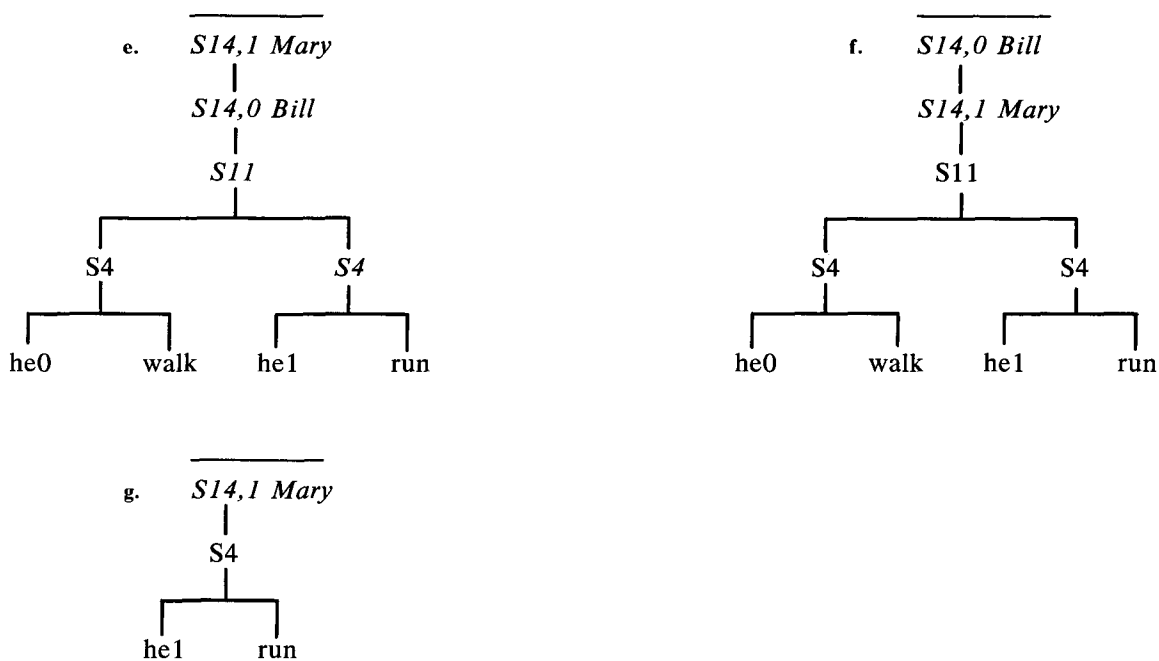 e. S14,1 Mary f. S14,0 Bill
S14,0 Bill S14,1 Mary
S11 S11
S4 S4 S4 S4
he0 walk he1 run he0 walk he1 run
g. S14,1 Mary
S4
he1 run